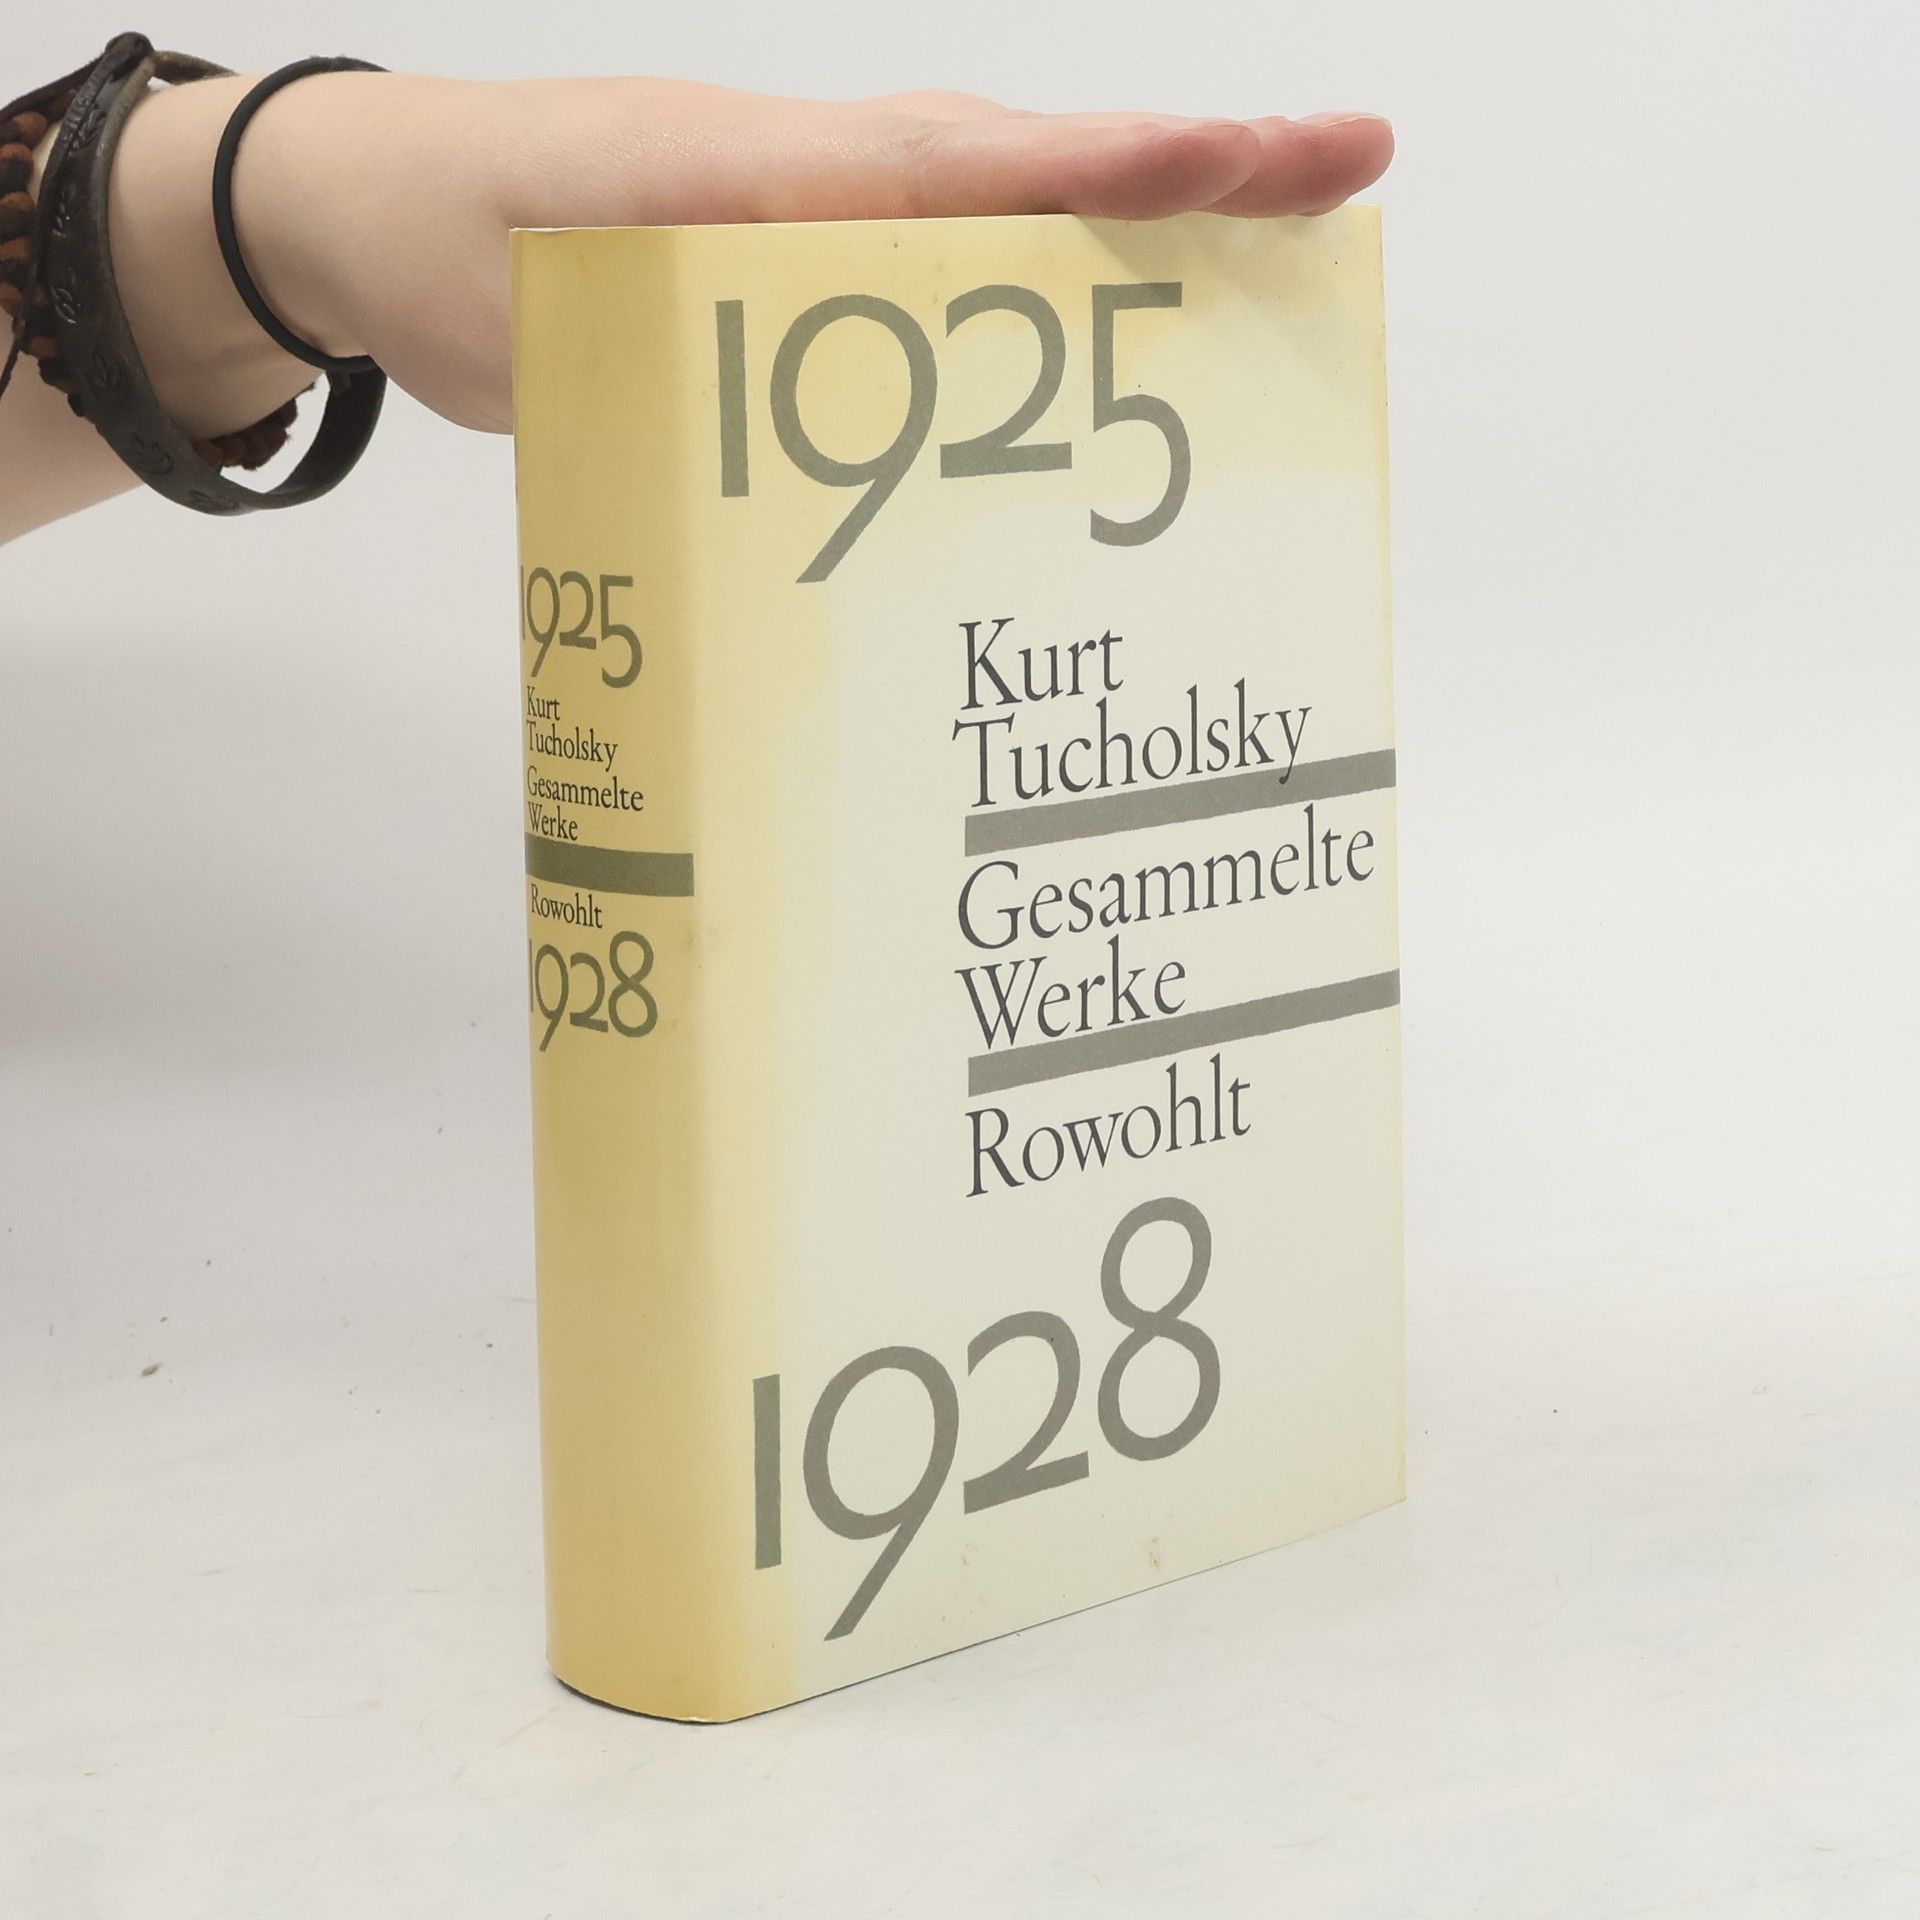 1925
Kurt
Tucholsky
Gesammelte
Werke
Rowohlt
1928
1925
Kurt
Tucholsky
Gesammelte
Werke
Rowohlt
1928